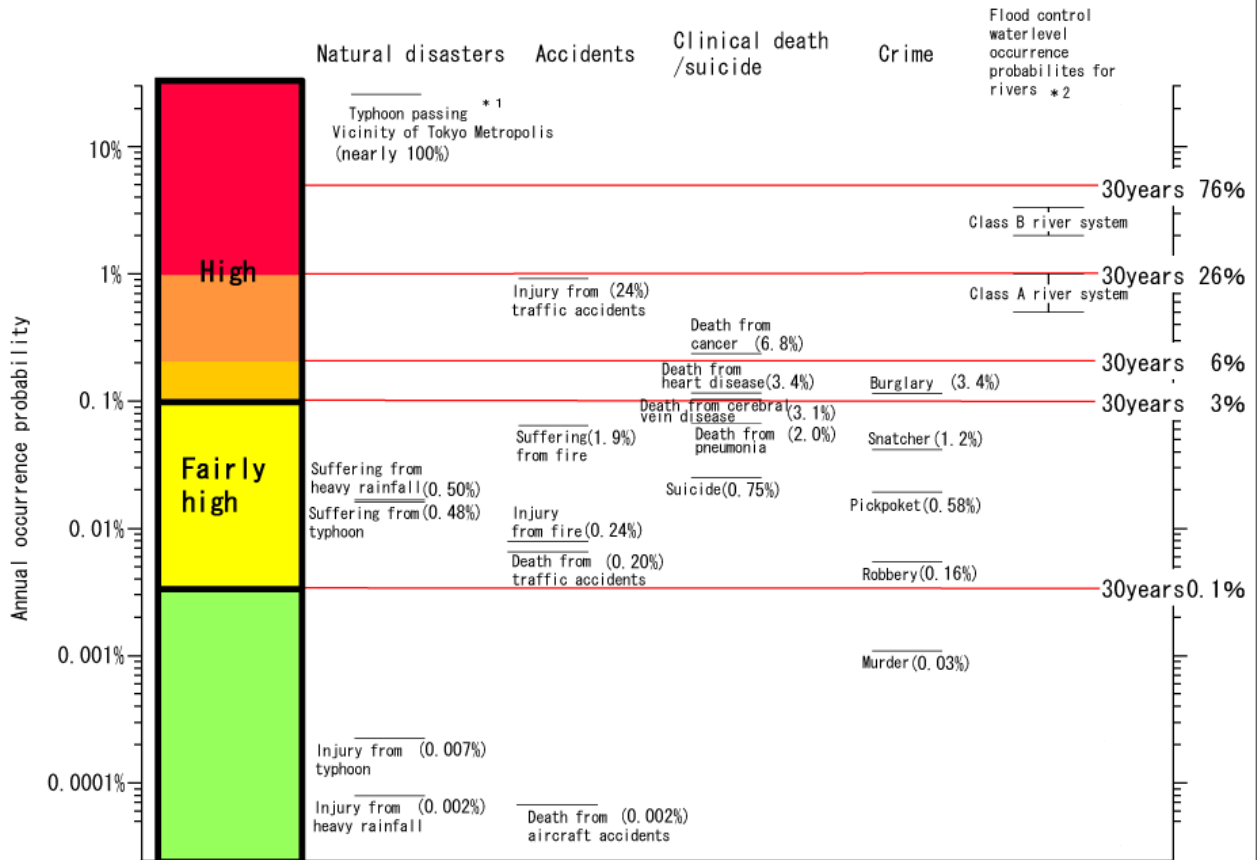 Natural disasters
Accidents
Clinical death
/suicide
Crime
Flood control
waterlevel
occurrence
probabilites for
rivers *2
Annual occurrence probability
10%
1%
0.1%
0.01%
0.001%
0.0001%
High
Fairly
high
Typhoon passing *1
Vicinity of Tokyo Metropolis
(nearly 100%)
Suffering from
heavy rainfall(0.50%)
Suffering from(0.48%)
typhoon
Injury from (0.007%)
typhoon
Injury from (0.002%)
heavy rainfall
Injury from (24%)
traffic accidents
Suffering(1.9%)
from fire
Injury
from fire(0.24%)
Death from (0.20%)
traffic accidents
Death from (0.002%)
aircraft accidents
Death from
cancer (6.8%)
Death from
heart disease(3.4%)
Death from cerebral
vein disease (3.1%)
Death from (2.0%)
pneumonia
Suicide(0.75%)
Burglary (3.4%)
Snatcher(1.2%)
Pickpoket(0.58%)
Robbery(0.16%)
Murder(0.03%)
Class B river system
Class A river system
30years 76%
30years 26%
30years 6%
30years 3%
30years0.1%